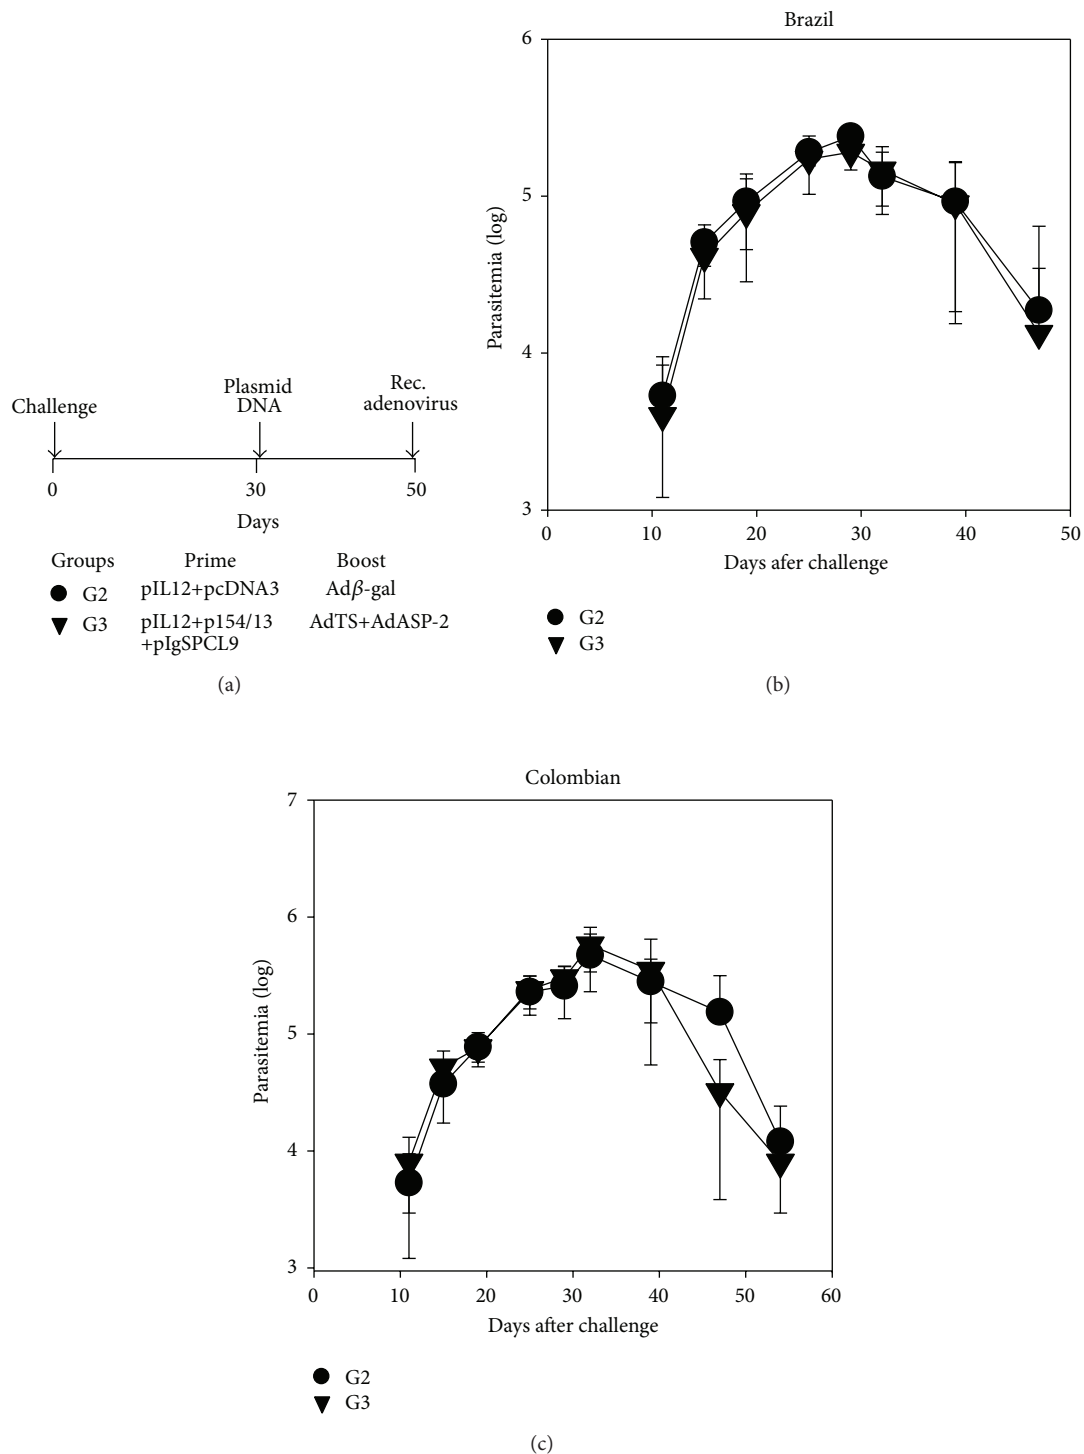 Challenge
Plasmid
DNA
Rec.
adenovirus
0
30
50
Days
Groups Prime Boost
G2 pIL12+pcDNA3 Adβ-gal
G3 pIL12+p154/13 AdTS+AdASP-2
+pIgSPCL9
(a)
Brazil
6
5
4
3
Parasitemia (log)
0 10 20 30 40 50
Days afer challenge
G2
G3
(b)
Colombian
7
6
5
4
3
Parasitemia (log)
0 10 20 30 40 50 60
Days after challenge
G2
G3
(c)